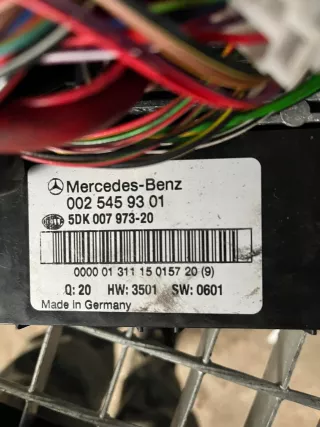 Mercedes-Benz
002 545 93 01
HELLA 5DK 007 973-20
0000 01 311 15 0157 20 (9)
Q: 20 HW: 3501 SW: 0601
Made in Germany